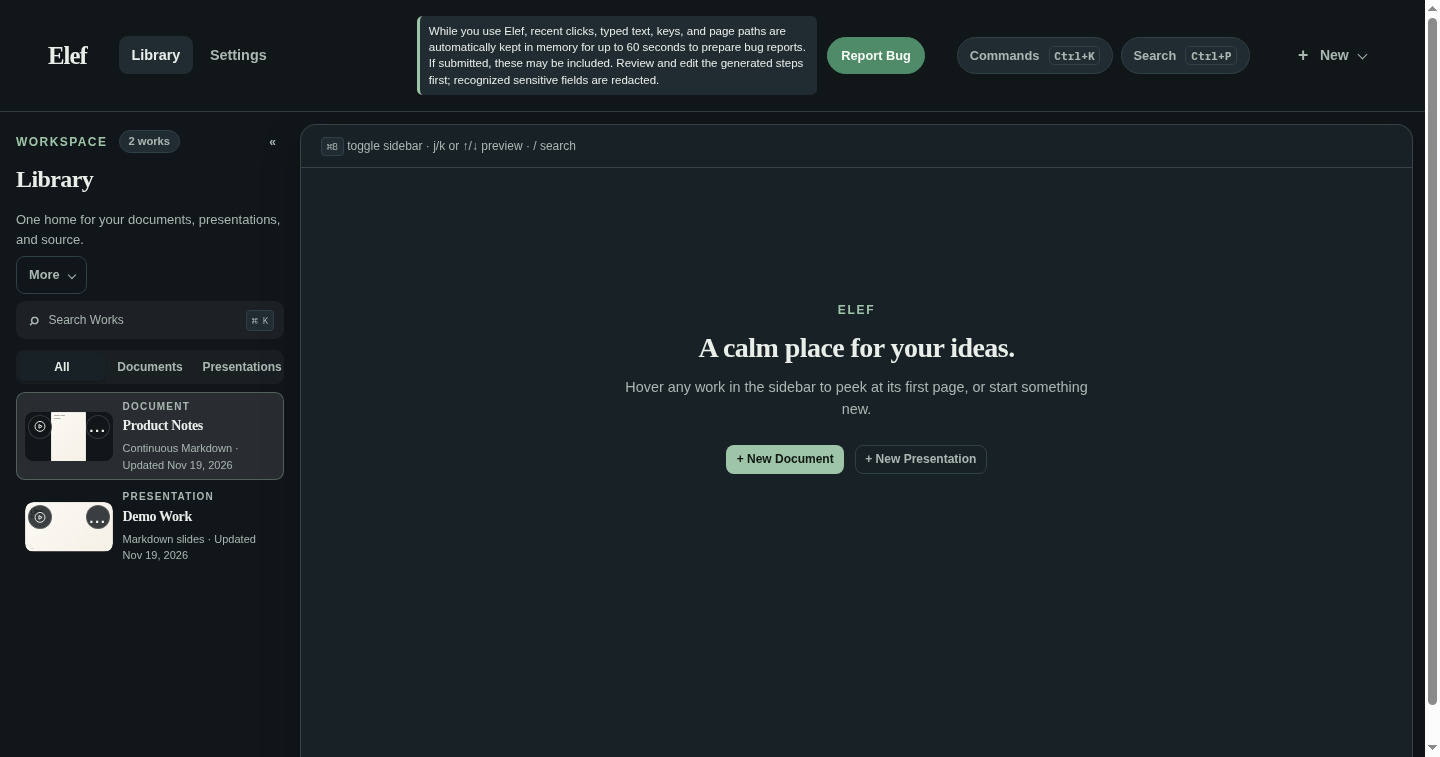 Elef
Library
Settings
While you use Elef, recent clicks, typed text, keys, and page paths are
automatically kept in memory for up to 60 seconds to prepare bug reports.
If submitted, these may be included. Review and edit the generated steps
first; recognized sensitive fields are redacted.
Report Bug
Commands Ctrl+K
Search Ctrl+P
+ New
WORKSPACE
2 works
«
Library
One home for your documents, presentations,
and source.
More
Search Works
⌘ K
All
Documents
Presentations
DOCUMENT
Product Notes
Continuous Markdown ·
Updated Nov 19, 2026
PRESENTATION
Demo Work
Markdown slides · Updated
Nov 19, 2026
⌘B toggle sidebar · j/k or ↑/↓ preview · / search
ELEF
A calm place for your ideas.
Hover any work in the sidebar to peek at its first page, or start something
new.
+ New Document
+ New Presentation